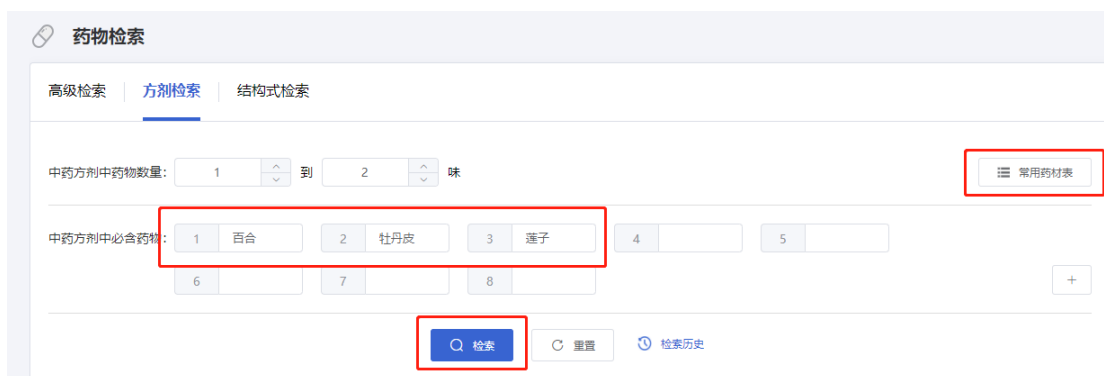 药物检索
高级检索 方剂检索 结构式检索
中药方剂中药物数量： 1 到 2 味 常用药材表
中药方剂中必含药物： 1 百合 2 牡丹皮 3 莲子 4 5
6 7 8 +
检索 重置 检索历史